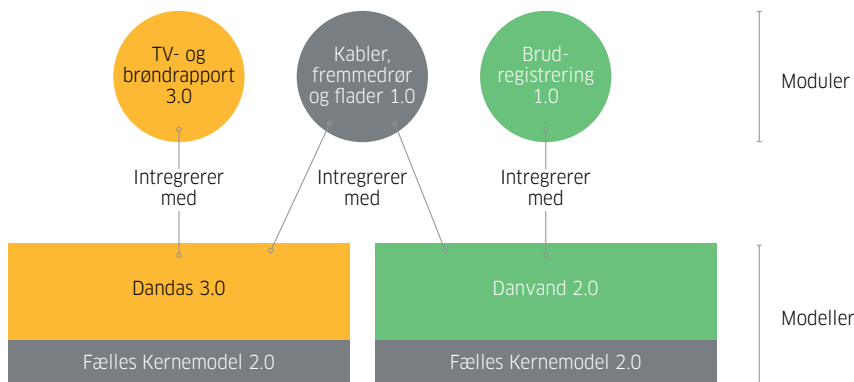 TV- og
brøndrapport
3.0
Kabler,
fremmedrør
og flader 1.0
Brud-
registrering
1.0
Moduler
Intregrerer
med
Intregrerer
med
Intregrerer
med
Dandas 3.0
Danvand 2.0
Modeller
Fælles Kernemodel 2.0
Fælles Kernemodel 2.0